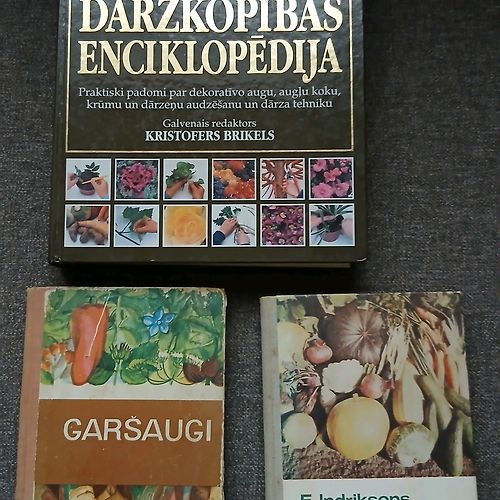 DĀRZKOPĪBAS
ENCIKLOPĒDIJA
Praktiski padomi par dekoratīvo augu, augļu koku,
krūmu un dārzeņu audzēšanu un dārza tehniku
Galvenais redaktors
KRISTOFERS BRIKELS
GARŠAUGI
E. Indriksons